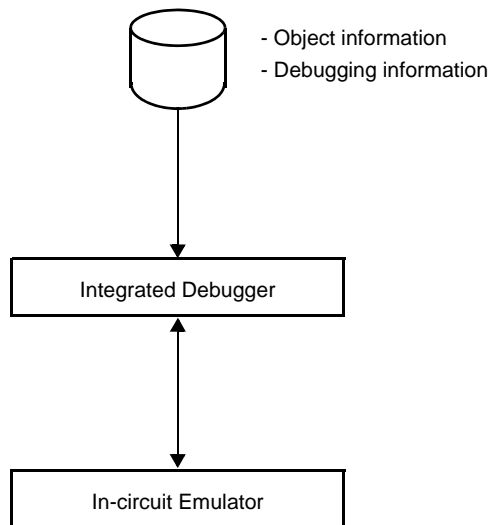 - Object information
- Debugging information
Integrated Debugger
In-circuit Emulator